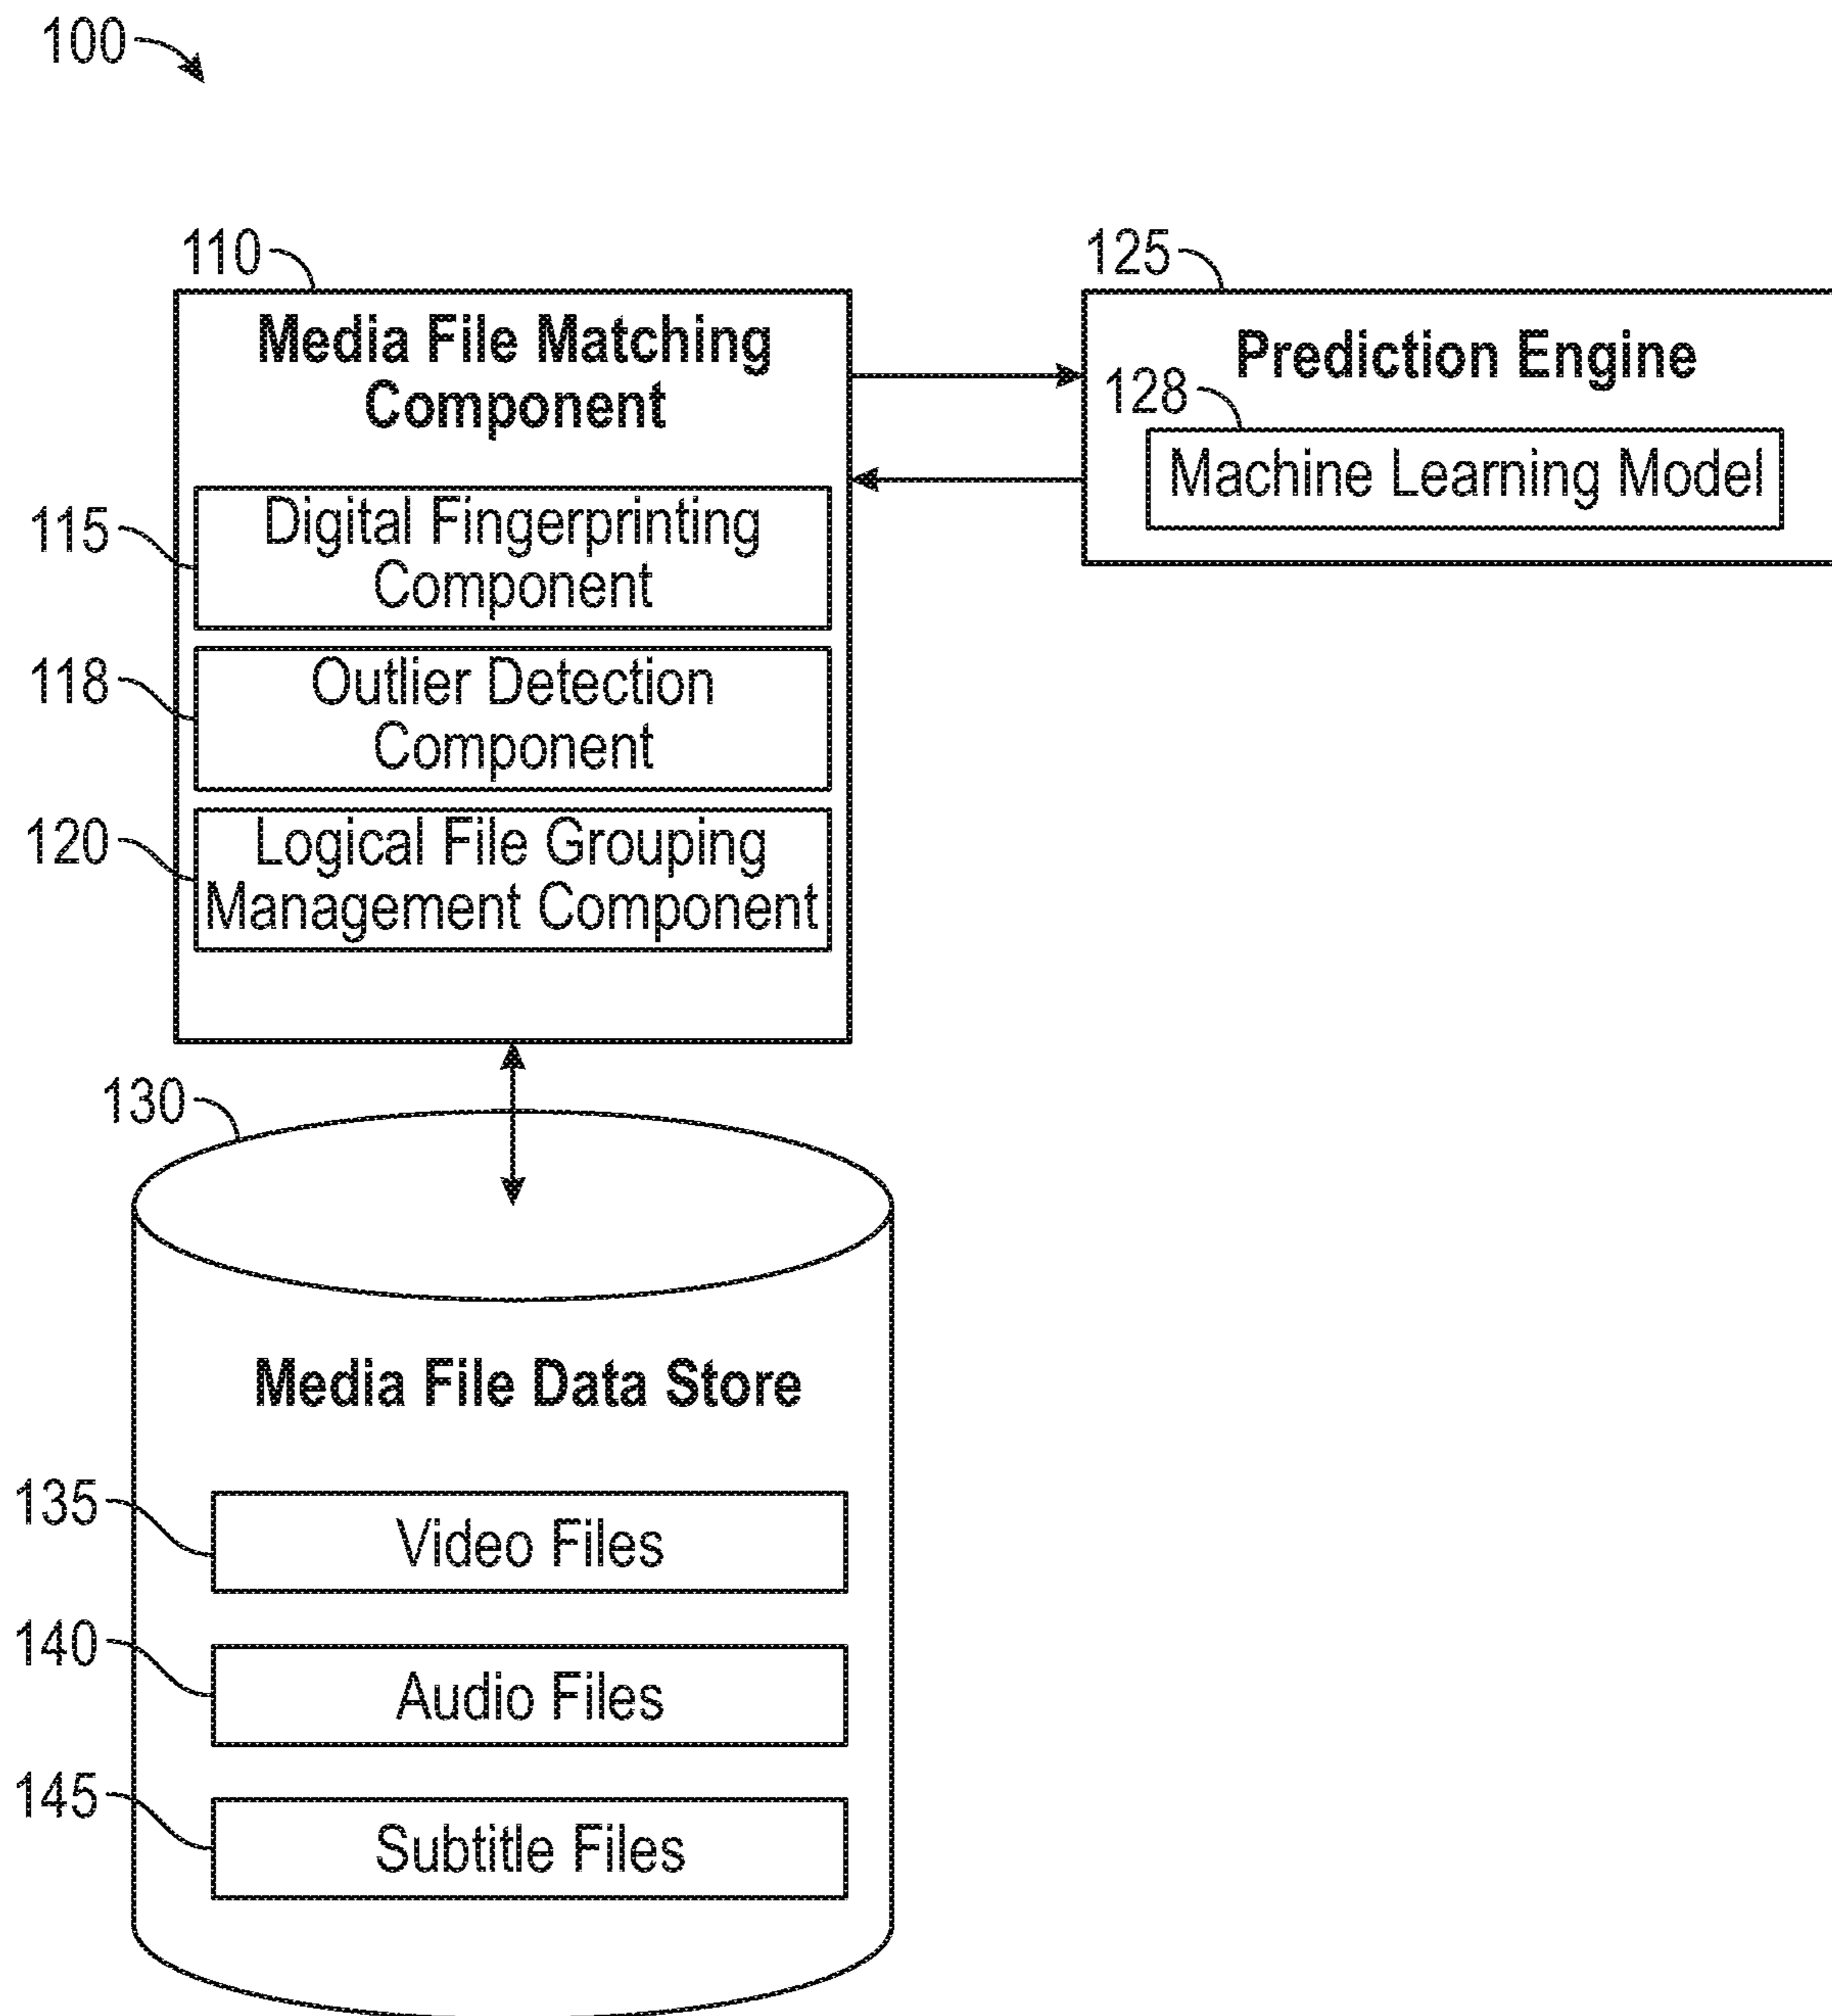 100
110
Media File Matching
Component
115
Digital Fingerprinting
Component
118
Outlier Detection
Component
120
Logical File Grouping
Management Component
125
Prediction Engine
128
Machine Learning Model
130
Media File Data Store
135
Video Files
140
Audio Files
145
Subtitle Files